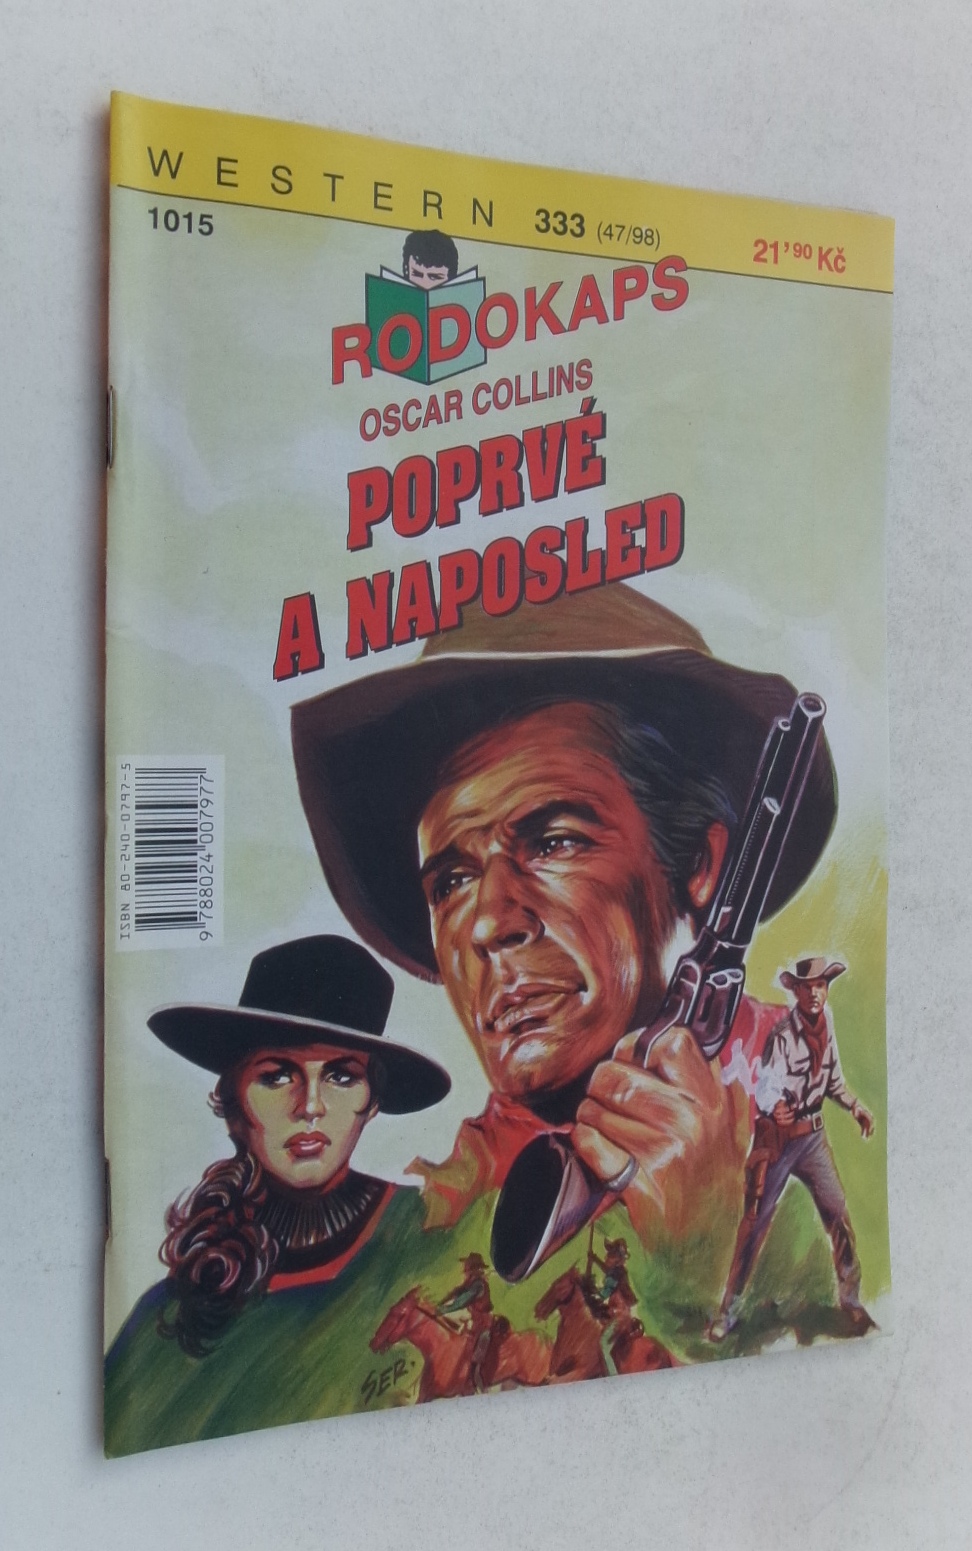 WESTERN 333 (47/98)
21'90 Kč
1015
RODOKAPS
OSCAR COLLINS
POPRVÉ
A NAPOSLED
ISBN 80-240-0797-5
9 788024 007977
SER.